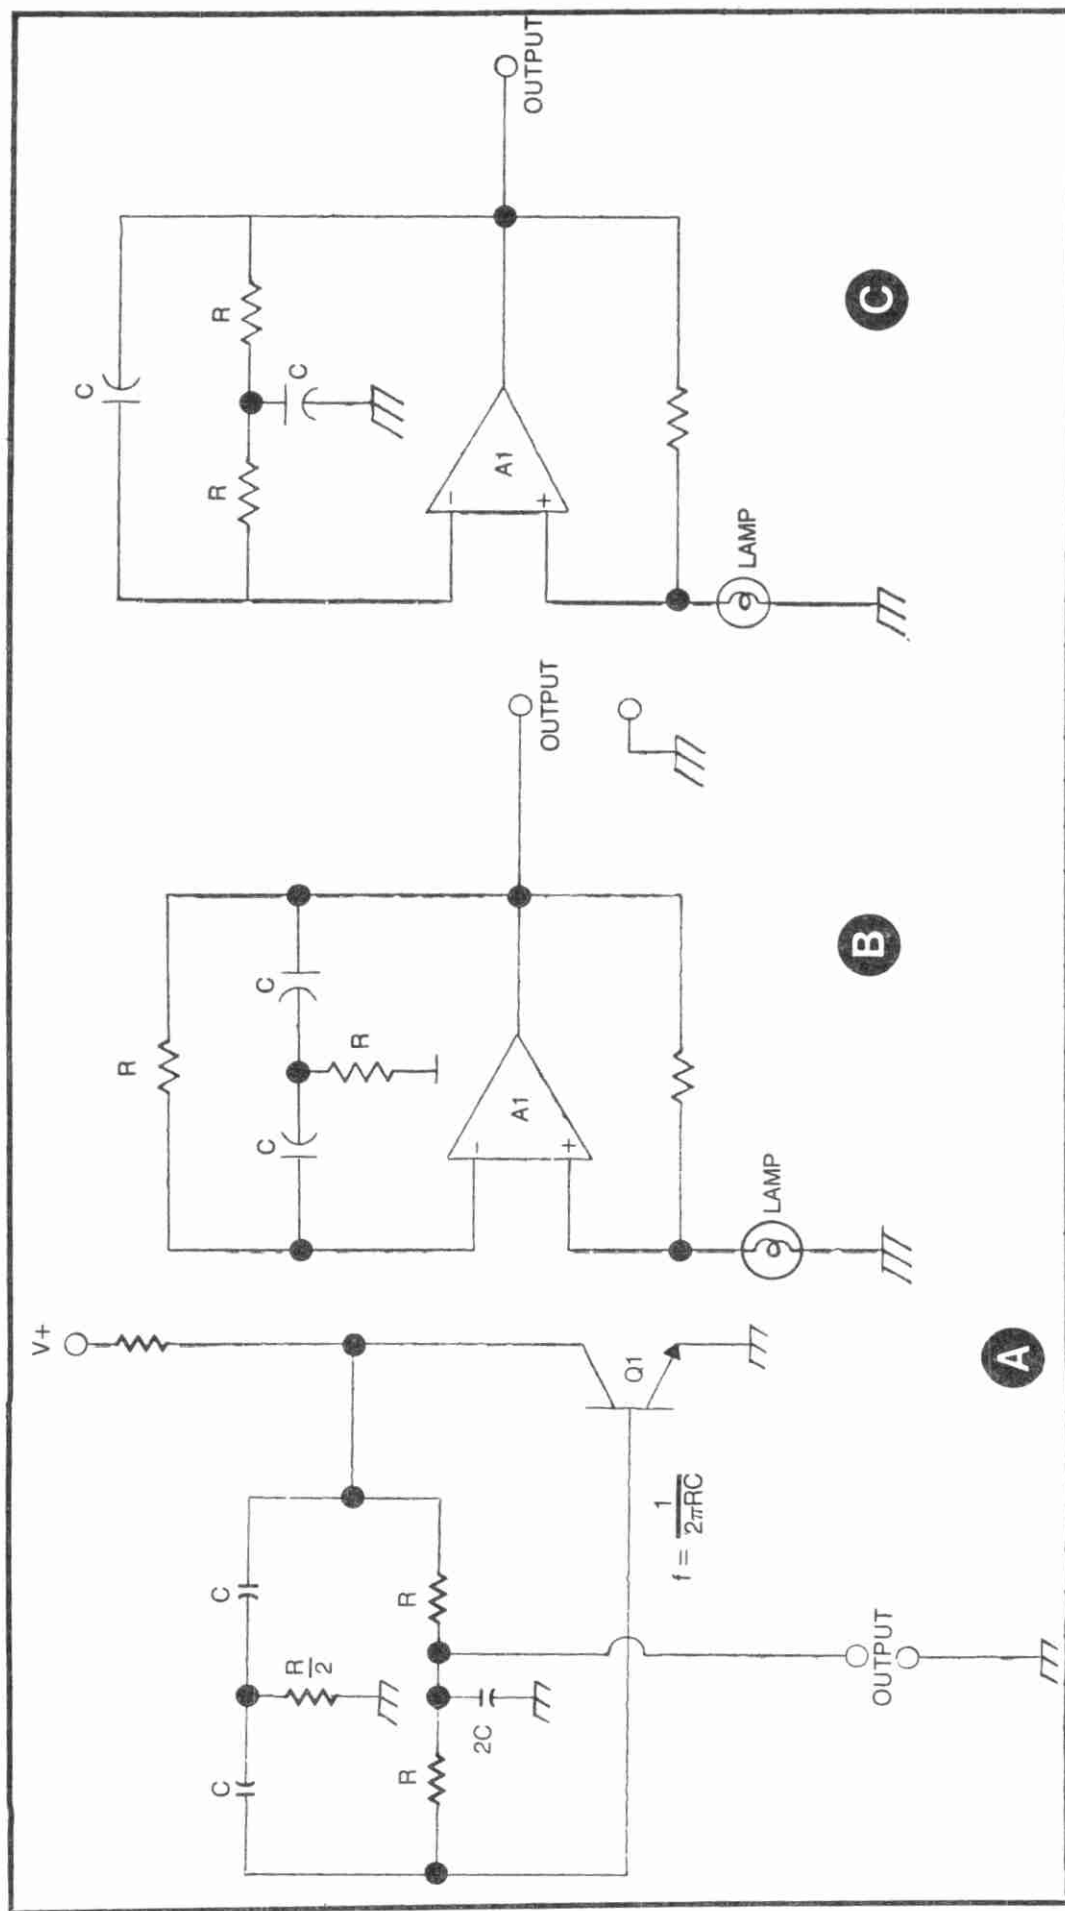 V+
C
C
R/2
R
R
2C
Q1
f = 1/2πRC
OUTPUT
A
R
C
C
R
A1
-
+
LAMP
OUTPUT
B
C
R
R
C
A1
-
+
LAMP
OUTPUT
C